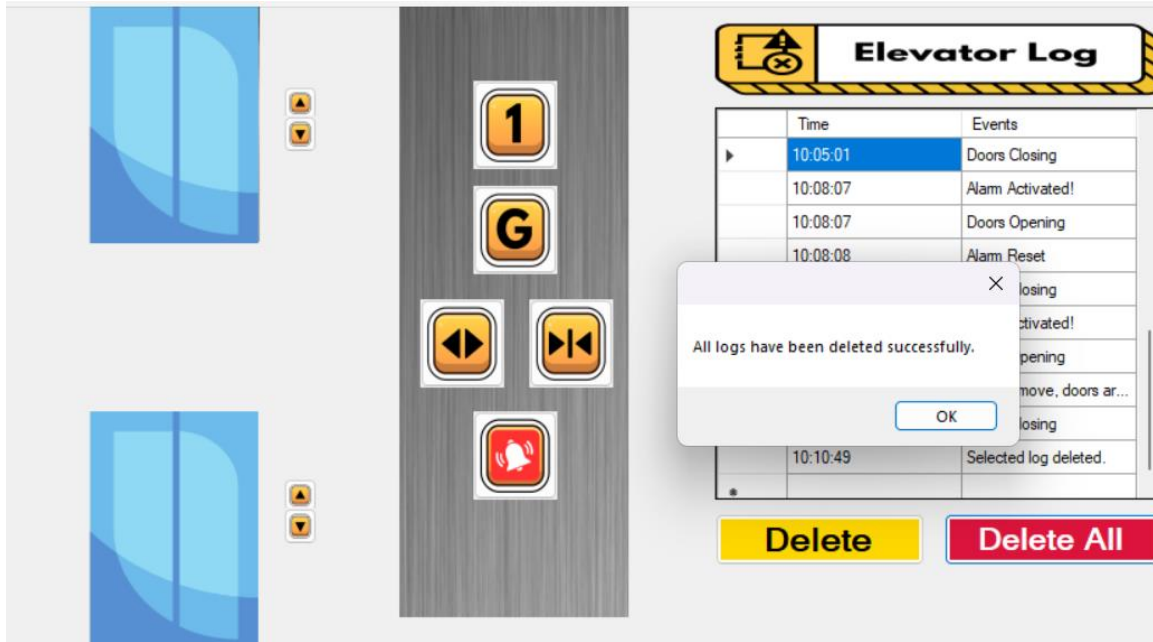 Elevator Log
Time Events
10:05:01 Doors Closing
10:08:07 Alarm Activated!
10:08:07 Doors Opening
10:08:08 Alarm Reset
losing
ctivated!
pening
move, doors ar...
losing
10:10:49 Selected log deleted.
All logs have been deleted successfully.
OK
Delete Delete All
1
G